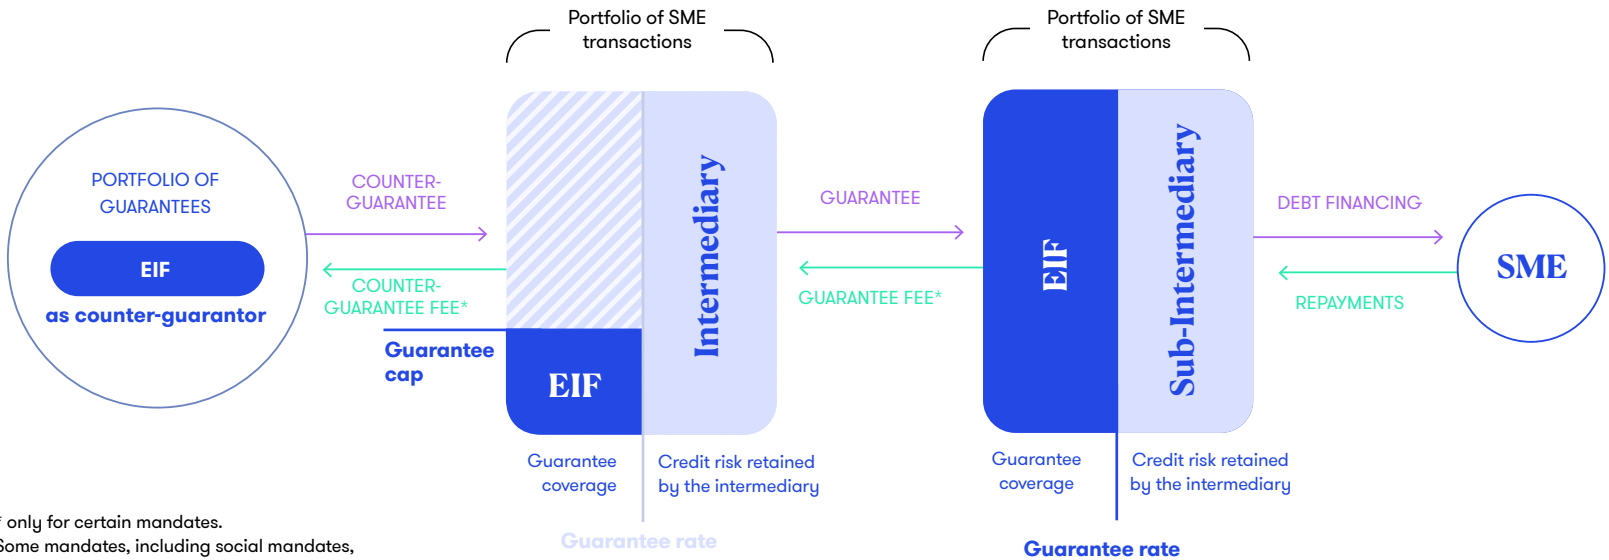 Portfolio of SME
transactions
Portfolio of SME
transactions
PORTFOLIO OF
GUARANTEES
EIF
as counter-guarantor
COUNTER-
GUARANTEE
COUNTER-
GUARANTEE FEE*
Guarantee
cap
EIF
Intermediary
GUARANTEE
GUARANTEE FEE*
EIF
Sub-Intermediary
DEBT FINANCING
REPAYMENTS
SME
Guarantee
coverage
Credit risk retained
by the intermediary
Guarantee rate
Guarantee
coverage
Credit risk retained
by the intermediary
Guarantee rate
* only for certain mandates.
Some mandates, including social mandates,